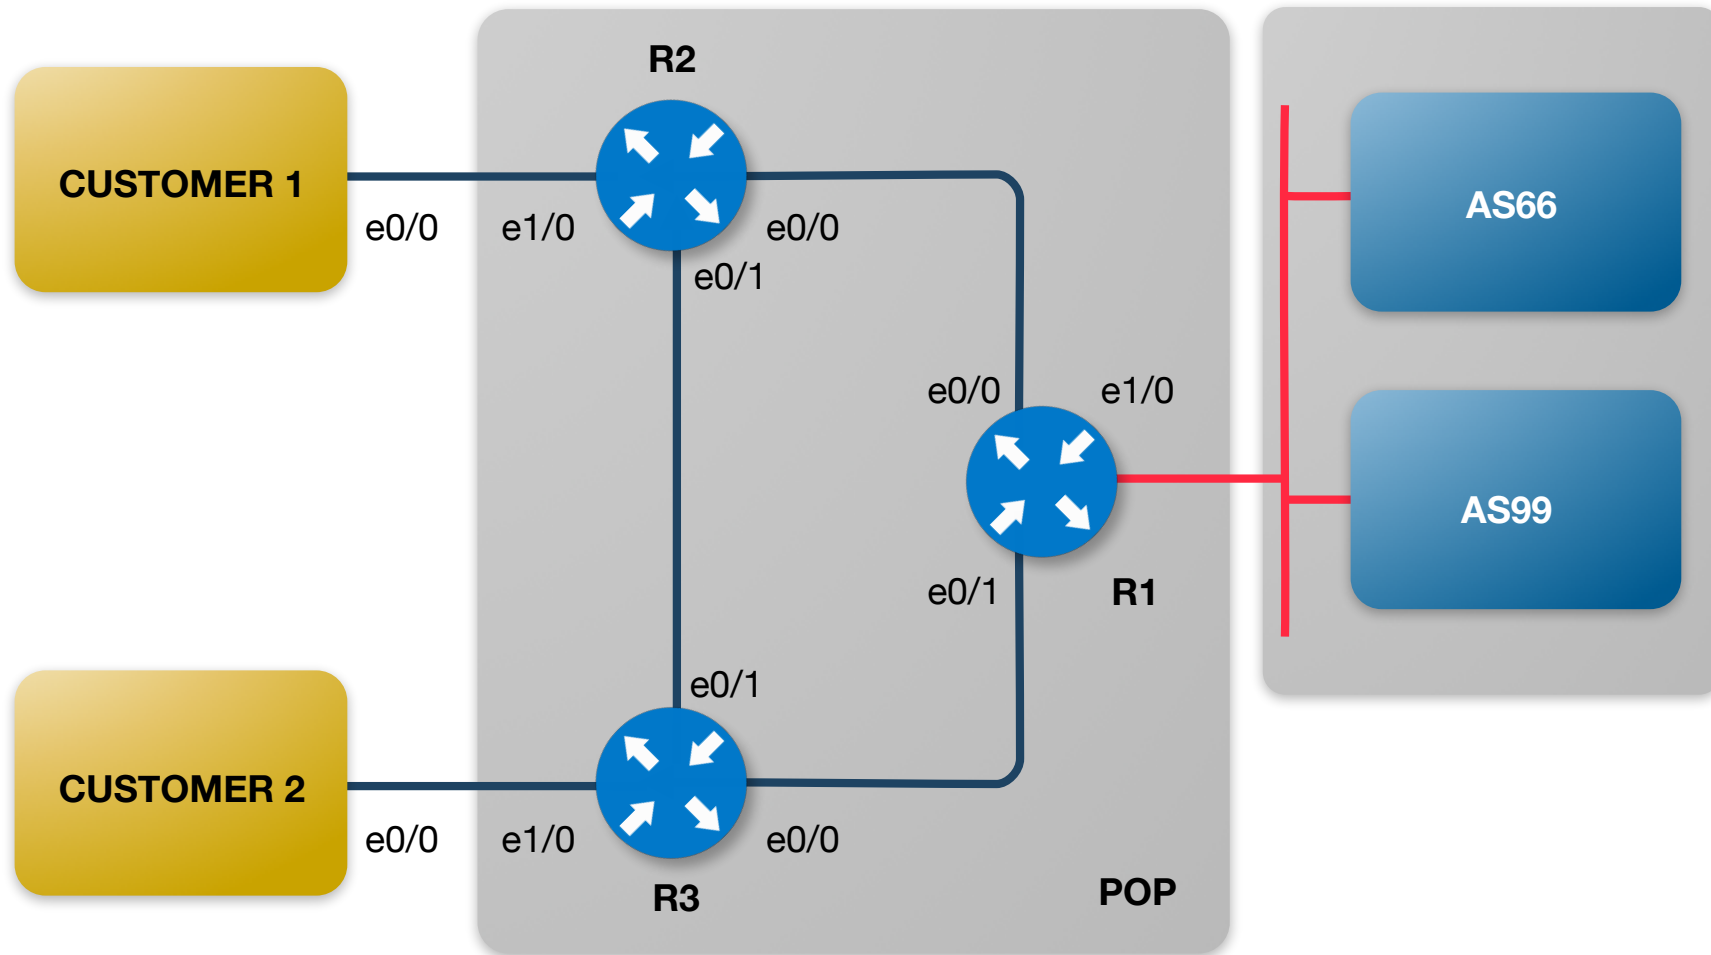 R2
CUSTOMER 1
AS66
e0/0
e1/0
e0/0
e0/1
e0/0
e1/0
AS99
e0/1
R1
e0/1
CUSTOMER 2
e0/0
e1/0
e0/0
R3
POP